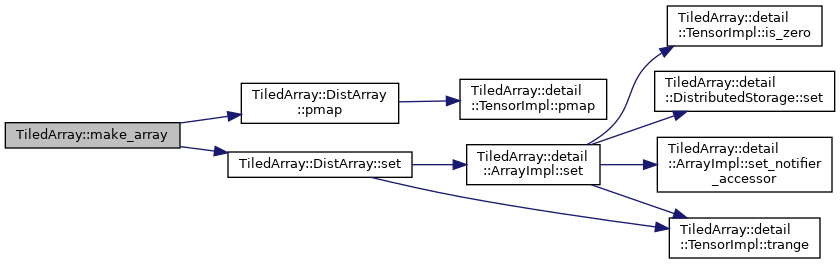 TiledArray::make_array
TiledArray::DistArray
::pmap
TiledArray::DistArray::set
TiledArray::detail
::TensorImpl::pmap
TiledArray::detail
::ArrayImpl::set
TiledArray::detail
::TensorImpl::is_zero
TiledArray::detail
::DistributedStorage::set
TiledArray::detail
::ArrayImpl::set_notifier
_accessor
TiledArray::detail
::TensorImpl::trange